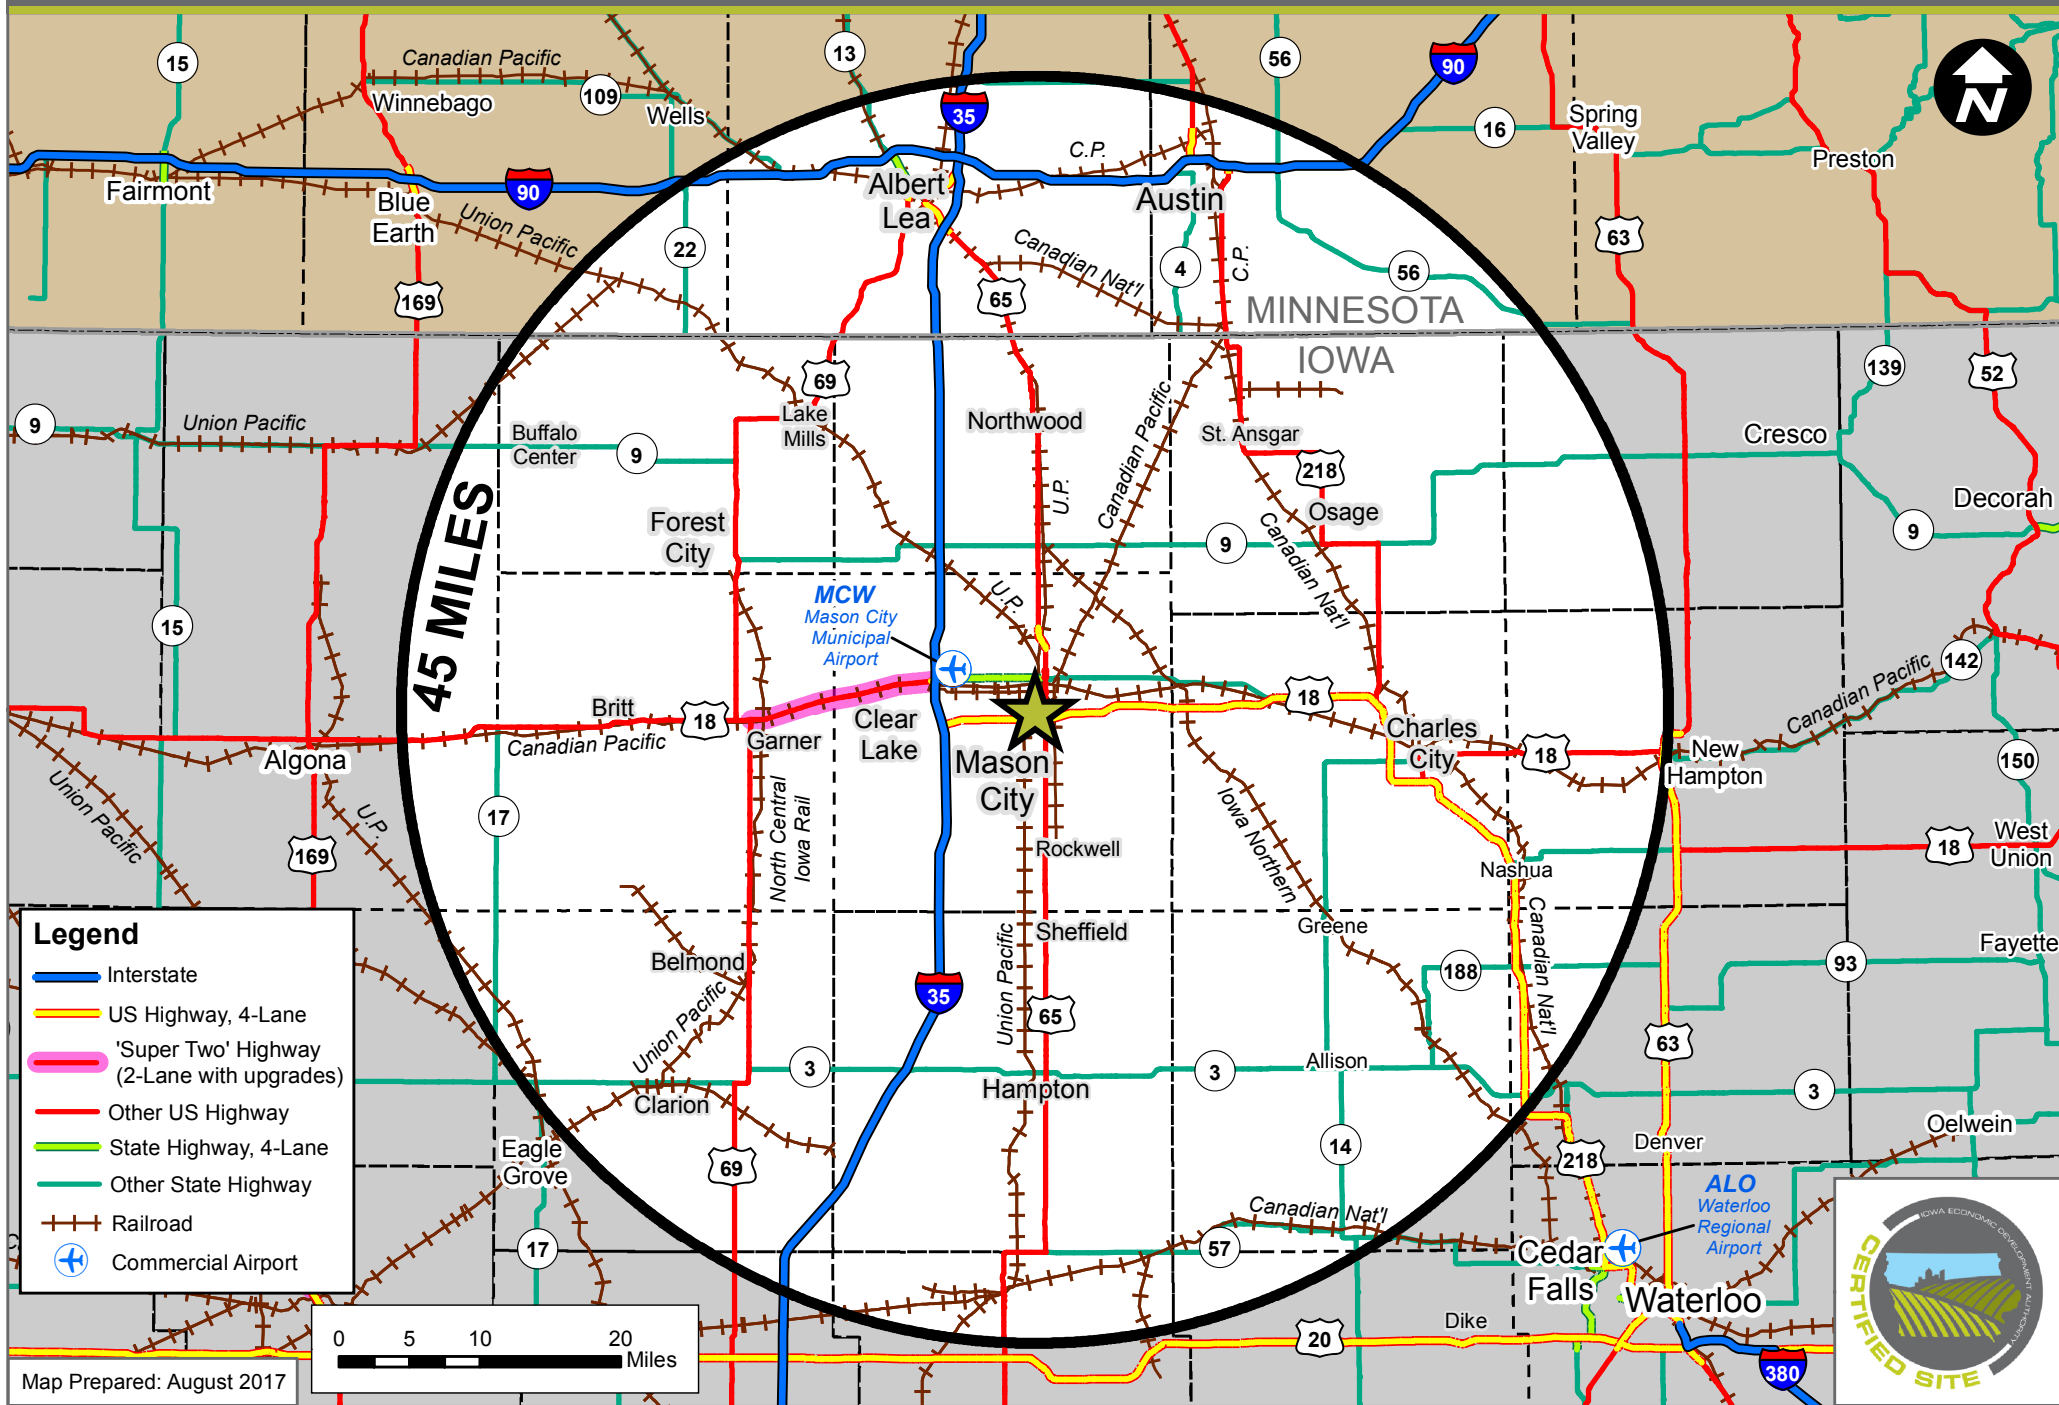 15
Canadian Pacific
13
56
90
Winnebago
109
Wells
35
16
Spring
Valley
N
Preston
C.P.
Fairmont
90
Blue
Earth
Albert
Lea
Austin
Union Pacific
22
Canadian Nat'l
4
C.P.
56
63
169
65
MINNESOTA
IOWA
139
52
69
9
Union Pacific
Buffalo
Center
9
Lake
Mills
Northwood
Canadian Pacific
St. Ansgar
218
Cresco
Decorah
45 MILES
Forest
City
U.P.
Osage
9
Canadian Nat'l
9
15
MCW
Mason City
Municipal
Airport
U.P.
142
Canadian Pacific
Britt
18
Canadian Pacific
Garner
Clear
Lake
Mason
City
18
Charles
City
18
New
Hampton
150
Algona
Union Pacific
U.P.
17
169
North Central
Iowa Rail
Rockwell
Iowa Northern
Nashua
18
West
Union
Legend
Interstate
US Highway, 4-Lane
'Super Two' Highway
(2-Lane with upgrades)
Other US Highway
State Highway, 4-Lane
Other State Highway
Railroad
Commercial Airport
Belmond
Union Pacific
35
Union Pacific
Sheffield
65
Greene
188
Canadian Nat'l
93
Fayette
63
Clarion
3
Hampton
3
Allison
3
Oelwein
Eagle
Grove
69
14
218
Denver
ALO
Waterloo
Regional
Airport
17
Canadian Nat'l
57
Cedar
Falls
Waterloo
Dike
20
380
0 5 10 20
Miles
Map Prepared: August 2017
IOWA ECONOMIC DEVELOPMENT AUTHORITY
CERTIFIED SITE